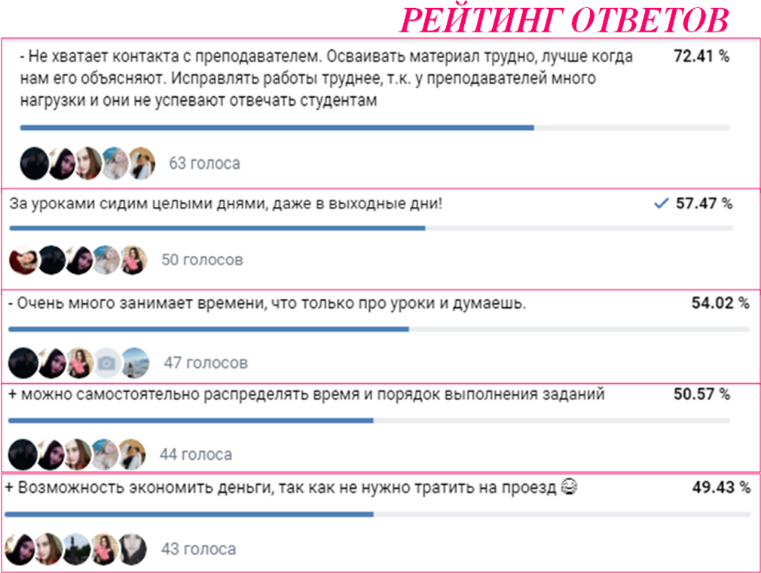 РЕЙТИНГ ОТВЕТОВ
- Не хватает контакта с преподавателем. Осваивать материал трудно, лучше когда 72.41 %
нам его объясняют. Исправлять работы труднее, т.к. у преподавателей много
нагрузки и они не успевают отвечать студентам
63 голоса
За уроками сидим целыми днями, даже в выходные дни! 57.47 %
50 голосов
- Очень много занимает времени, что только про уроки и думаешь. 54.02 %
47 голосов
+ можно самостоятельно распределять время и порядок выполнения заданий 50.57 %
44 голоса
+ Возможность экономить деньги, так как не нужно тратить на проезд 😂 49.43 %
43 голоса